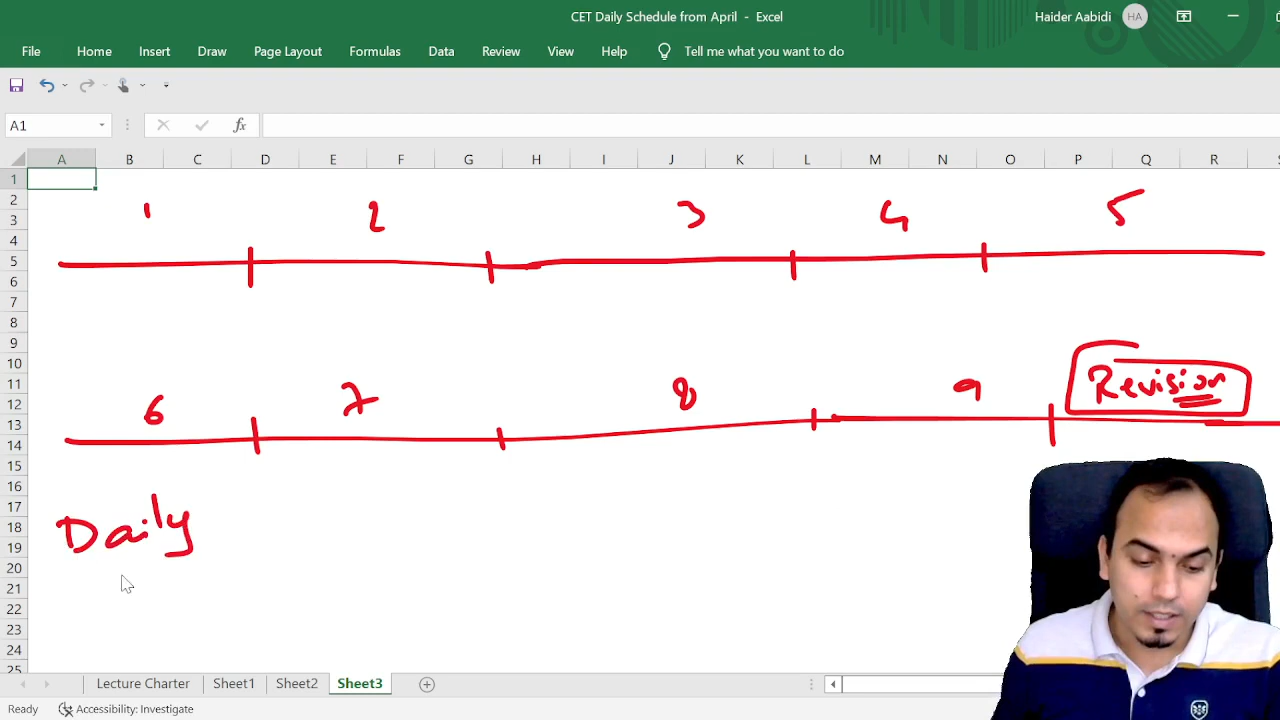 CET Daily Schedule from April - Excel
Haider Aabidi HA
File Home Insert Draw Page Layout Formulas Data Review View Help Tell me what you want to do
A1 fx
A B C D E F G H I J K L M N O P Q R
1
2
3
4
5
6
7
8
9
10
11
12
13
14
15
16
17
18
19
20
21
22
23
24
25
1 2 3 4 5
6 7 8 9 Revision
Daily
Lecture Charter Sheet1 Sheet2 Sheet3
Ready Accessibility: Investigate